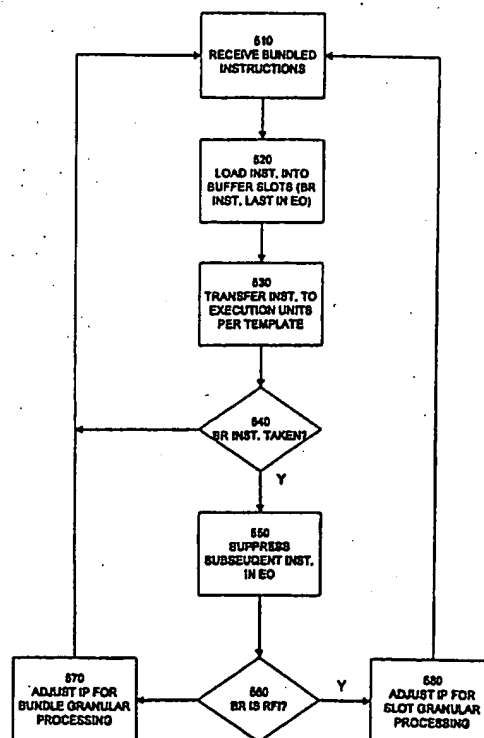 510
RECEIVE BUNDLED
INSTRUCTIONS
520
LOAD INST. INTO
BUFFER SLOTS (BR
INST. LAST IN EO)
530
TRANSFER INST. TO
EXECUTION UNITS
PER TEMPLATE
540
BR INST. TAKEN?
Y
550
SUPPRESS
SUBSEUQENT INST.
IN EO
570
ADJUST IP FOR
BUNDLE GRANULAR
PROCESSING
560
BR IS RFI?
Y
580
ADJUST IP FOR
SLOT GRANULAR
PROCESSING